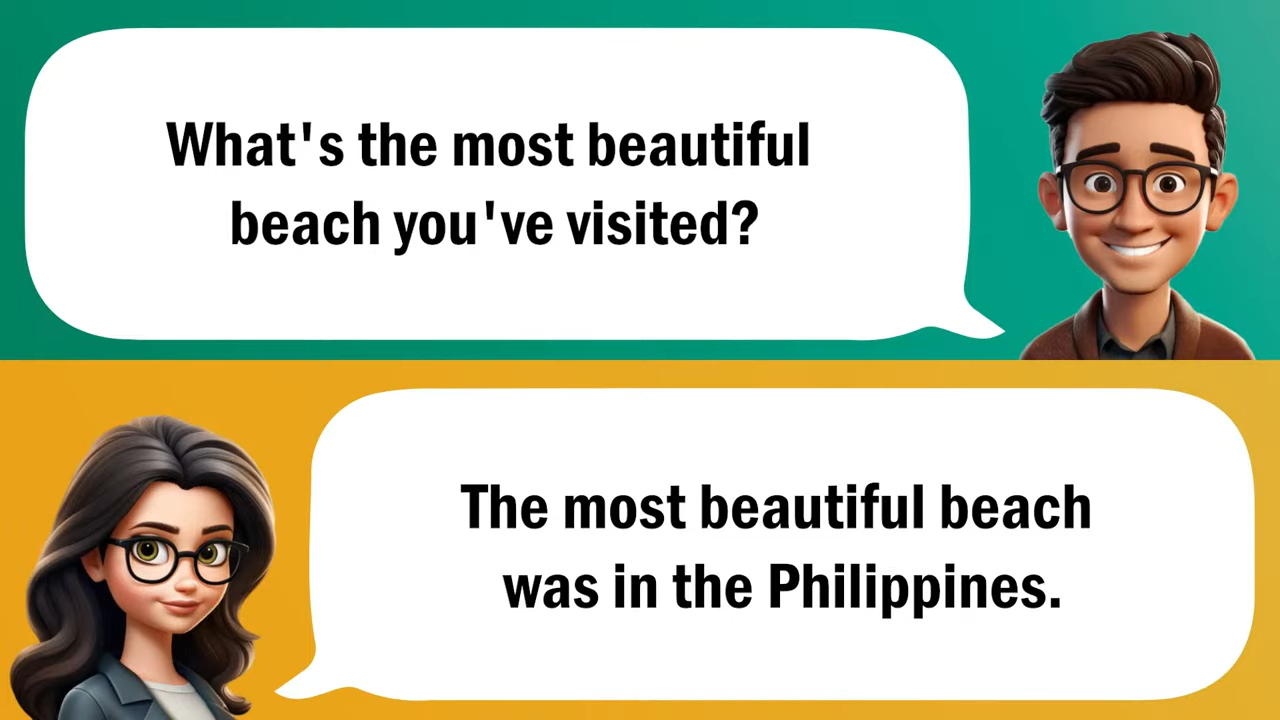 What's the most beautiful
beach you've visited?
The most beautiful beach
was in the Philippines.